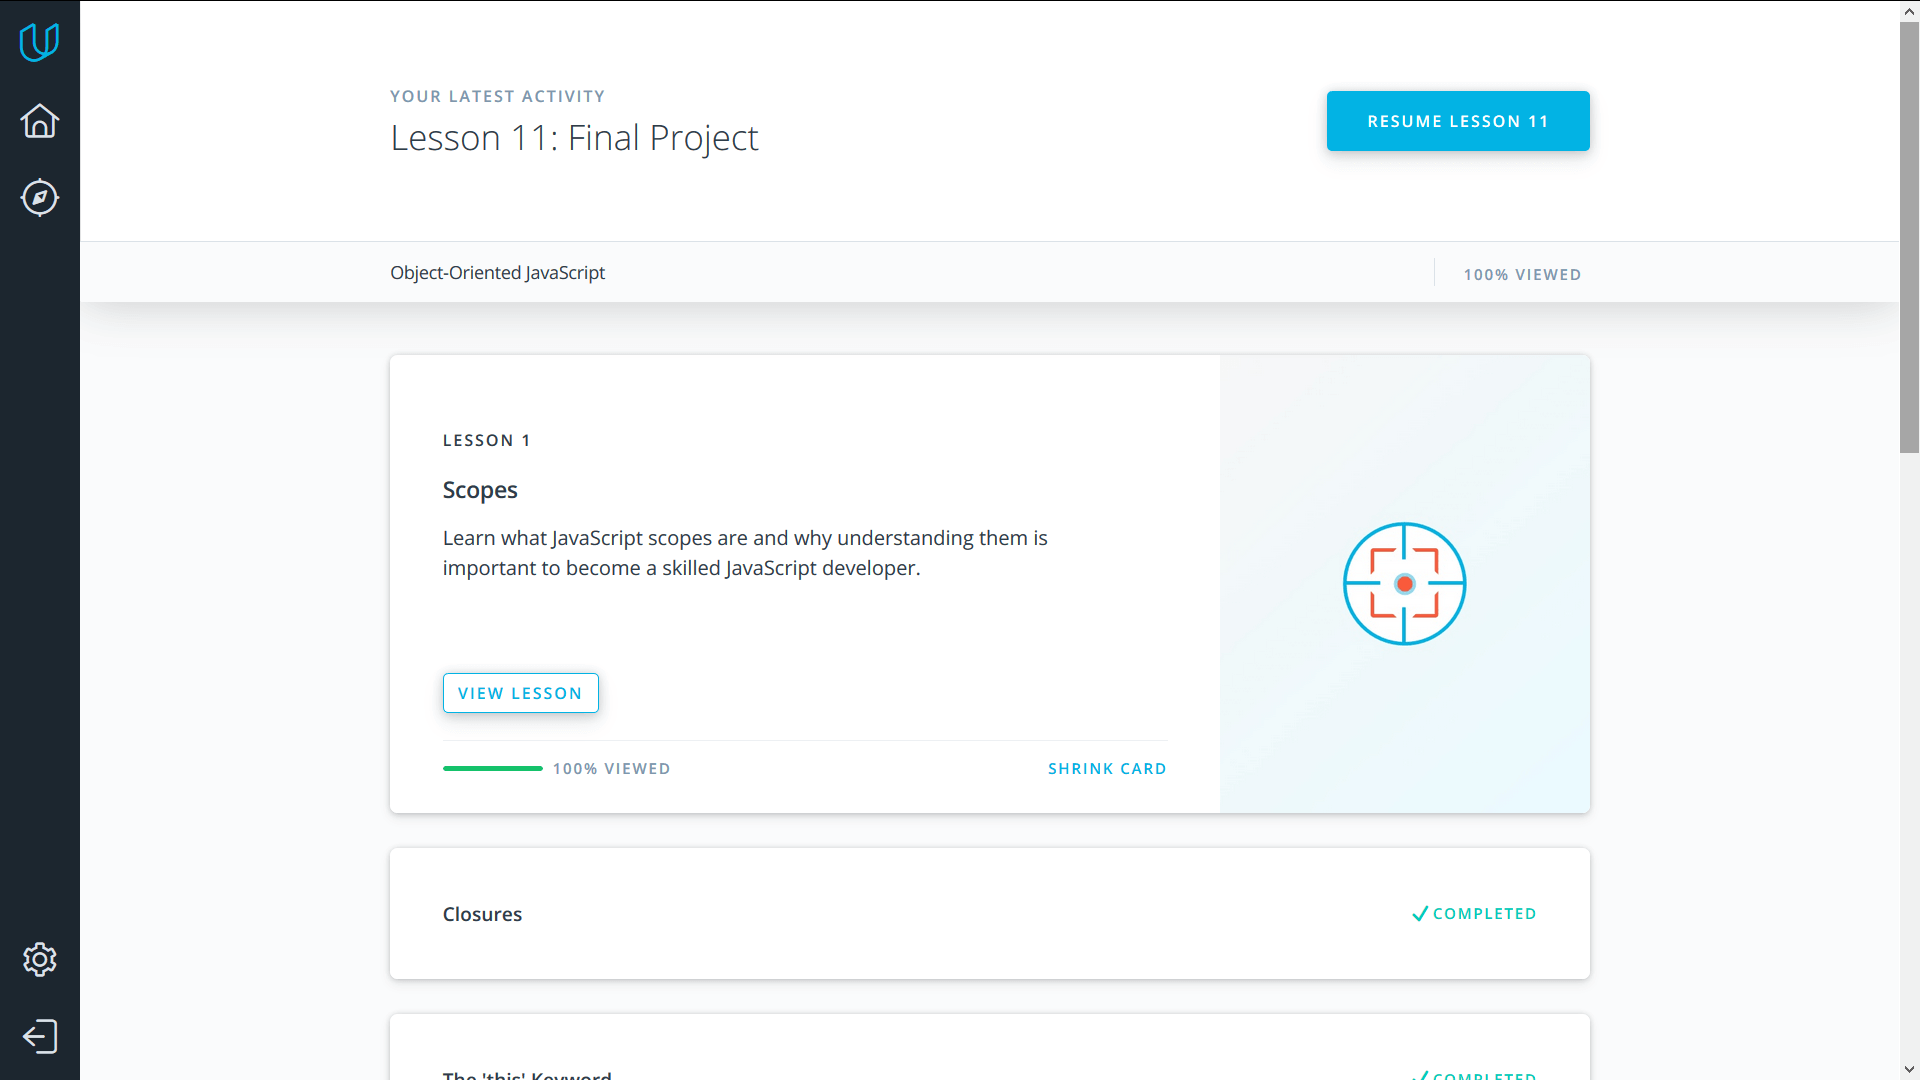 YOUR LATEST ACTIVITY
Lesson 11: Final Project
RESUME LESSON 11
Object-Oriented JavaScript
100% VIEWED
LESSON 1
Scopes
Learn what JavaScript scopes are and why understanding them is
important to become a skilled JavaScript developer.
VIEW LESSON
100% VIEWED
SHRINK CARD
Closures
COMPLETED
The 'this' Keyword
COMPLETED